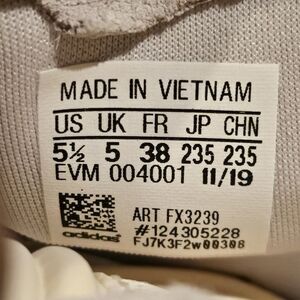 MADE IN VIETNAM
US UK FR JP CHN
5½ 5 38 235 235
EVM 004001 11/19
ART FX3239
#124305228
adidas FJ7K3F2w00308